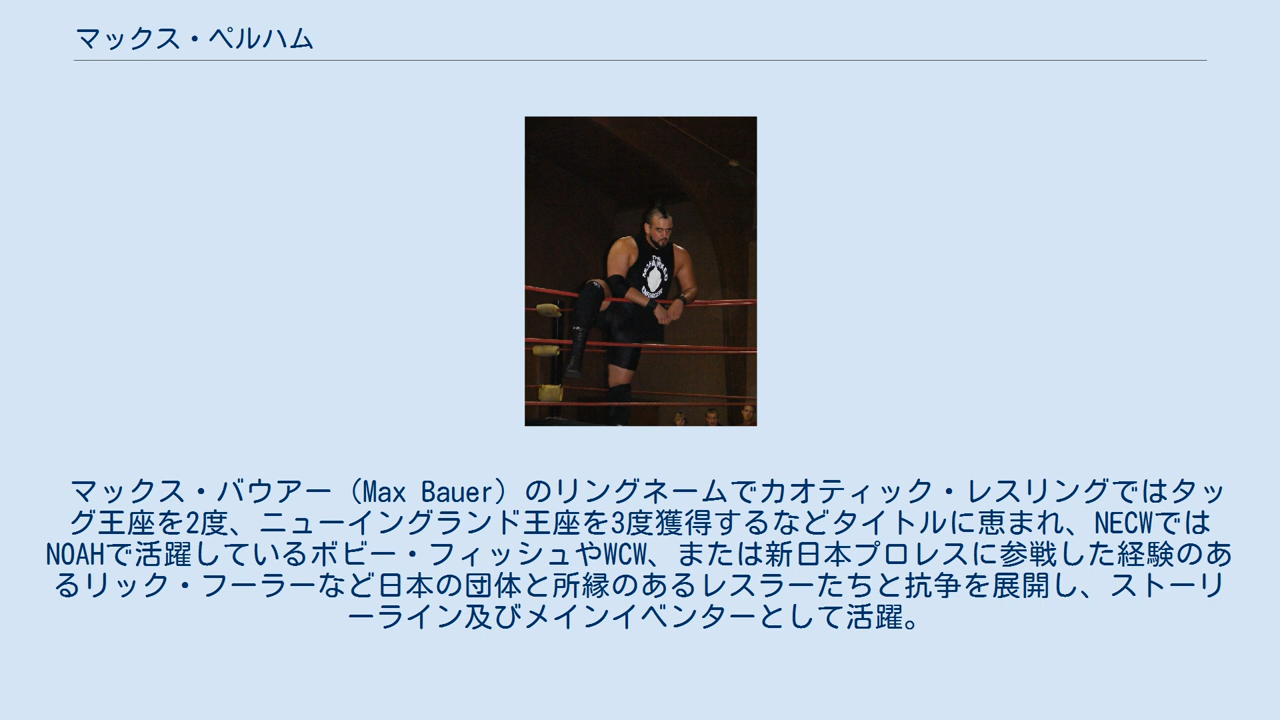 マックス・ペルハム
マックス・バウアー（Max Bauer）のリングネームでカオティック・レスリングではタッ
グ王座を2度、ニューイングランド王座を3度獲得するなどタイトルに恵まれ、NECWでは
NOAHで活躍しているボビー・フィッシュやWCW、または新日本プロレスに参戦した経験のあ
るリック・フーラーなど日本の団体と所縁のあるレスラーたちと抗争を展開し、ストーリ
ーライン及びメインイベンターとして活躍。